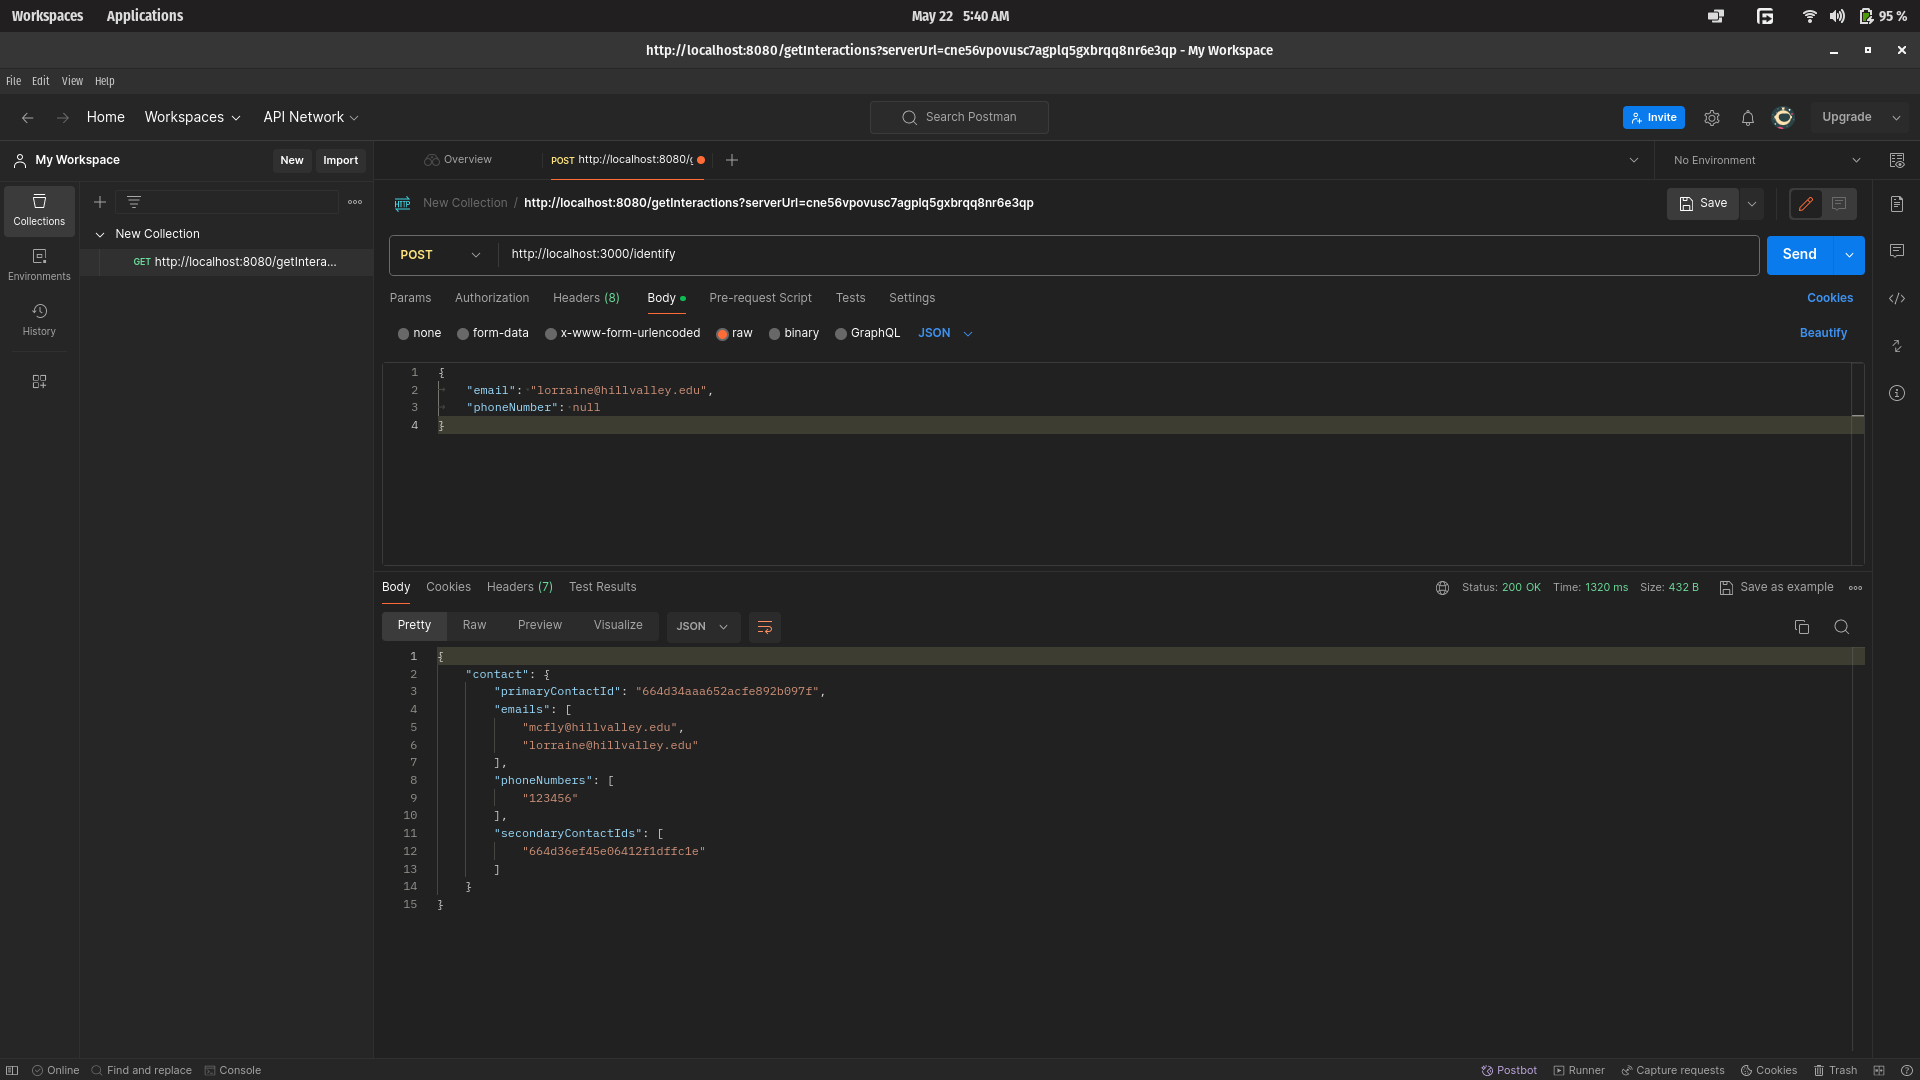 Workspaces Applications May 22 5:40 AM 95 %
http://localhost:8080/getInteractions?serverUrl=cne56vpovusc7agplq5gxbrqq8nr6e3qp - My Workspace
File Edit View Help
Home Workspaces API Network Search Postman Invite Upgrade
My Workspace New Import
Overview POST http://localhost:8080/g No Environment
Collections
New Collection
GET http://localhost:8080/getIntera...
Environments
History
HTTP New Collection / http://localhost:8080/getInteractions?serverUrl=cne56vpovusc7agplq5gxbrqq8nr6e3qp Save
POST http://localhost:3000/identify Send
Params Authorization Headers (8) Body Pre-request Script Tests Settings Cookies
none form-data x-www-form-urlencoded raw binary GraphQL JSON Beautify
1 {
2 "email": "lorraine@hillvalley.edu",
3 "phoneNumber": null
4 }
Body Cookies Headers (7) Test Results Status: 200 OK Time: 1320 ms Size: 432 B Save as example
Pretty Raw Preview Visualize JSON
1 {
2 "contact": {
3 "primaryContactId": "664d34aaa652acfe892b097f",
4 "emails": [
5 "mcfly@hillvalley.edu",
6 "lorraine@hillvalley.edu"
7 ],
8 "phoneNumbers": [
9 "123456"
10 ],
11 "secondaryContactIds": [
12 "664d36ef45e06412f1dffc1e"
13 ]
14 }
15 }
Online Find and replace Console Postbot Runner Capture requests Cookies Trash